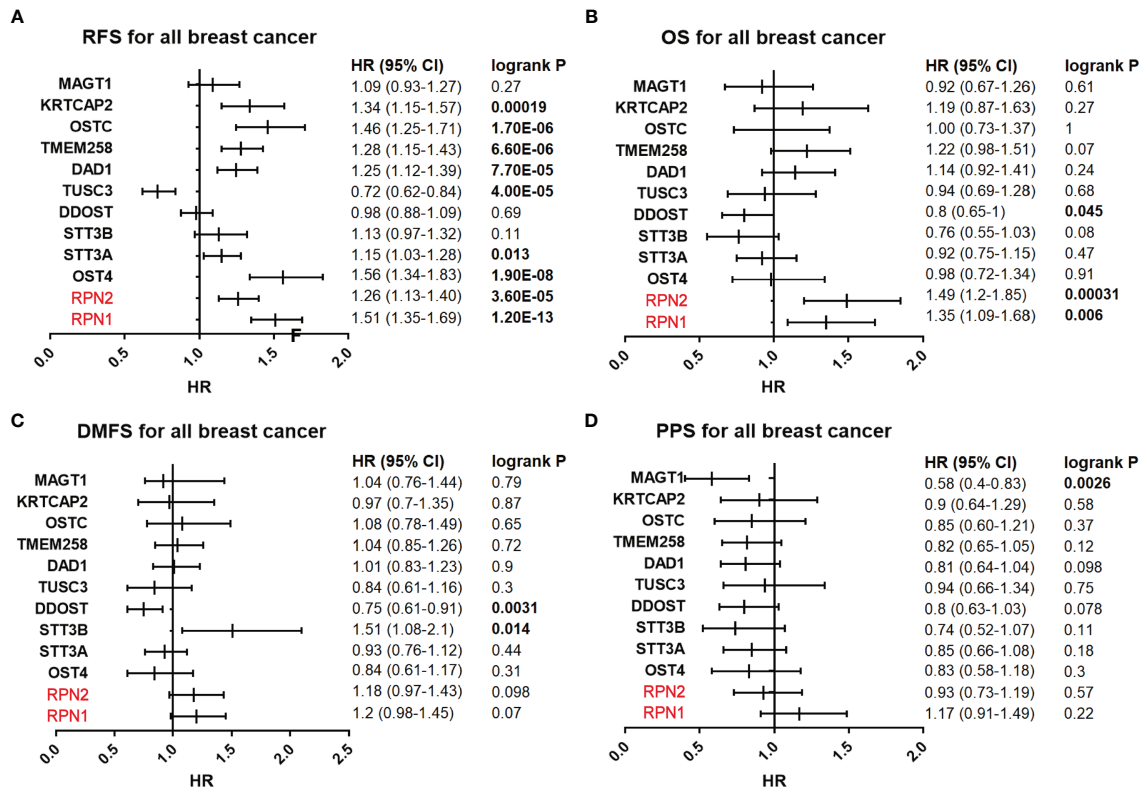 A
RFS for all breast cancer
HR (95% CI) logrank P
MAGT1 1.09 (0.93-1.27) 0.27
KRTCAP2 1.34 (1.15-1.57) 0.00019
OSTC 1.46 (1.25-1.71) 1.70E-06
TMEM258 1.28 (1.15-1.43) 6.60E-06
DAD1 1.25 (1.12-1.39) 7.70E-05
TUSC3 0.72 (0.62-0.84) 4.00E-05
DDOST 0.98 (0.88-1.09) 0.69
STT3B 1.13 (0.97-1.32) 0.11
STT3A 1.15 (1.03-1.28) 0.013
OST4 1.56 (1.34-1.83) 1.90E-08
RPN2 1.26 (1.13-1.40) 3.60E-05
RPN1 1.51 (1.35-1.69) 1.20E-13
F
0.0 0.5 1.0 1.5 2.0
HR
B
OS for all breast cancer
HR (95% CI) logrank P
MAGT1 0.92 (0.67-1.26) 0.61
KRTCAP2 1.19 (0.87-1.63) 0.27
OSTC 1.00 (0.73-1.37) 1
TMEM258 1.22 (0.98-1.51) 0.07
DAD1 1.14 (0.92-1.41) 0.24
TUSC3 0.94 (0.69-1.28) 0.68
DDOST 0.8 (0.65-1) 0.045
STT3B 0.76 (0.55-1.03) 0.08
STT3A 0.92 (0.75-1.15) 0.47
OST4 0.98 (0.72-1.34) 0.91
RPN2 1.49 (1.2-1.85) 0.00031
RPN1 1.35 (1.09-1.68) 0.006
0.0 0.5 1.0 1.5 2.0
HR
C
DMFS for all breast cancer
HR (95% CI) logrank P
MAGT1 1.04 (0.76-1.44) 0.79
KRTCAP2 0.97 (0.7-1.35) 0.87
OSTC 1.08 (0.78-1.49) 0.65
TMEM258 1.04 (0.85-1.26) 0.72
DAD1 1.01 (0.83-1.23) 0.9
TUSC3 0.84 (0.61-1.16) 0.3
DDOST 0.75 (0.61-0.91) 0.0031
STT3B 1.51 (1.08-2.1) 0.014
STT3A 0.93 (0.76-1.12) 0.44
OST4 0.84 (0.61-1.17) 0.31
RPN2 1.18 (0.97-1.43) 0.098
RPN1 1.2 (0.98-1.45) 0.07
0.0 0.5 1.0 1.5 2.0 2.5
HR
D
PPS for all breast cancer
HR (95% CI) logrank P
MAGT1 0.58 (0.4-0.83) 0.0026
KRTCAP2 0.9 (0.64-1.29) 0.58
OSTC 0.85 (0.60-1.21) 0.37
TMEM258 0.82 (0.65-1.05) 0.12
DAD1 0.81 (0.64-1.04) 0.098
TUSC3 0.94 (0.66-1.34) 0.75
DDOST 0.8 (0.63-1.03) 0.078
STT3B 0.74 (0.52-1.07) 0.11
STT3A 0.85 (0.66-1.08) 0.18
OST4 0.83 (0.58-1.18) 0.3
RPN2 0.93 (0.73-1.19) 0.57
RPN1 1.17 (0.91-1.49) 0.22
0.0 0.5 1.0 1.5 2.0
HR